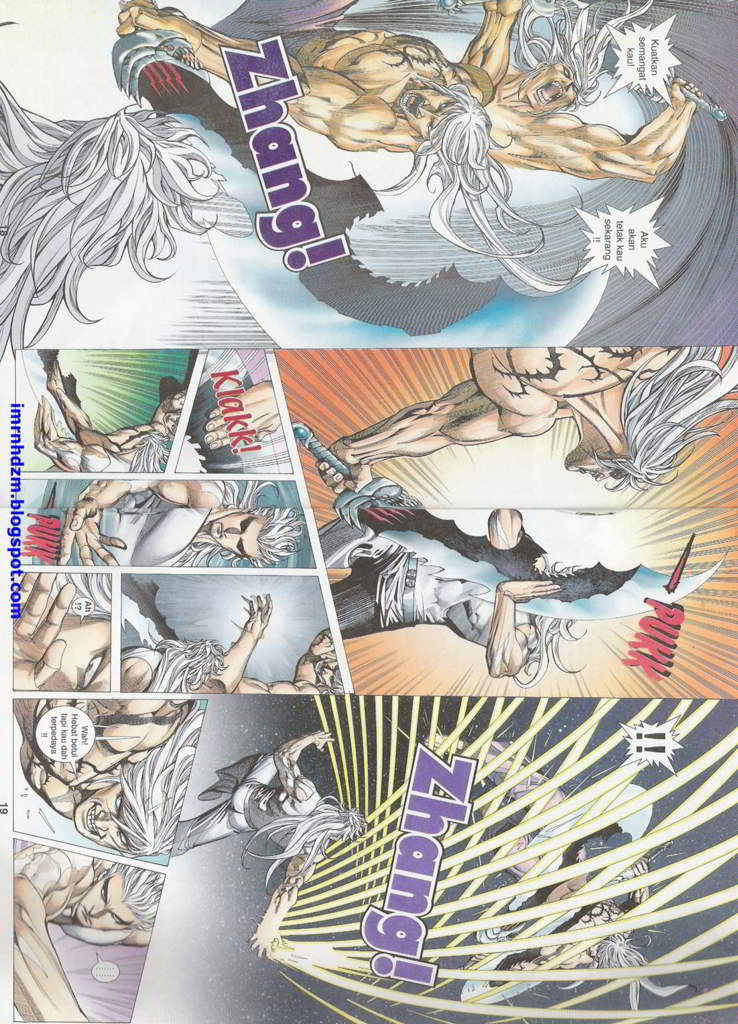 Kuatkan
semangat
kau!
Zhang!
Aku
akan
tetak kau
sekarang
!!
PUKK
Klakk!
PUKK
Ah
!?
!!
Zhang!
Wah!
Hebat betul
tapi kau dah
terpedaya
!!
......
19
imrnhdzm.blogspot.com